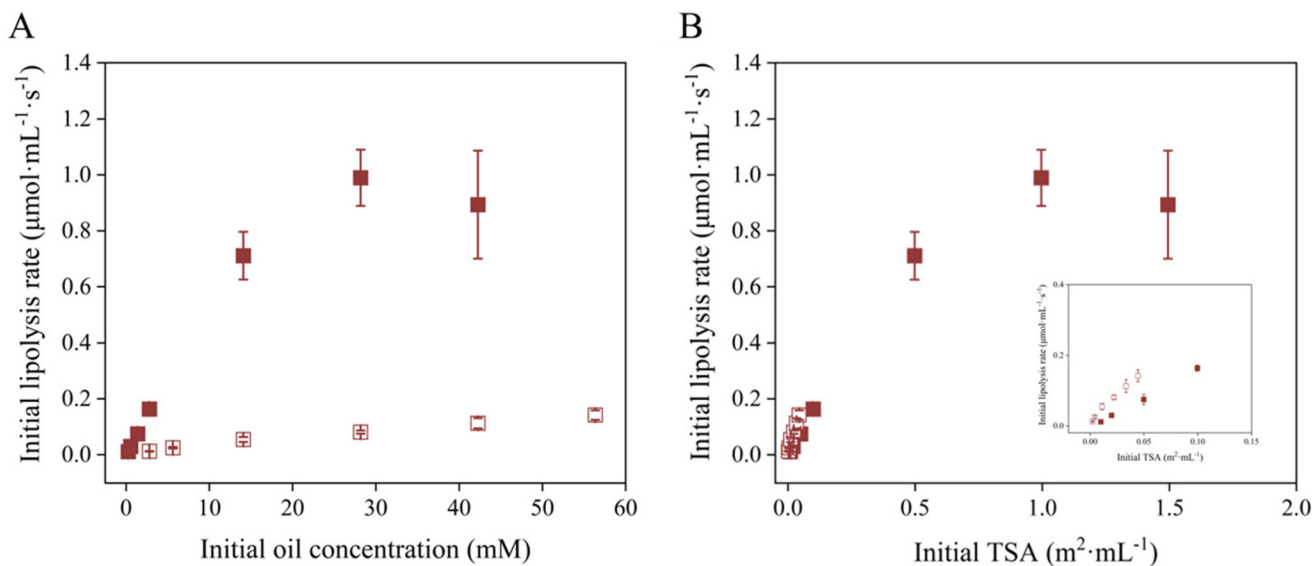 A
Initial lipolysis rate (μmol·mL⁻¹·s⁻¹)
1.4
1.2
1.0
0.8
0.6
0.4
0.2
0.0
0 10 20 30 40 50 60
Initial oil concentration (mM)
B
Initial lipolysis rate (μmol·mL⁻¹·s⁻¹)
1.4
1.2
1.0
0.8
0.6
0.4
0.2
0.0
0.0 0.5 1.0 1.5 2.0
Initial TSA (m²·mL⁻¹)
Initial lipolysis rate (μmol·mL⁻¹·s⁻¹)
0.4
0.2
0.0
0.00 0.05 0.10 0.15
Initial TSA (m²·mL⁻¹)